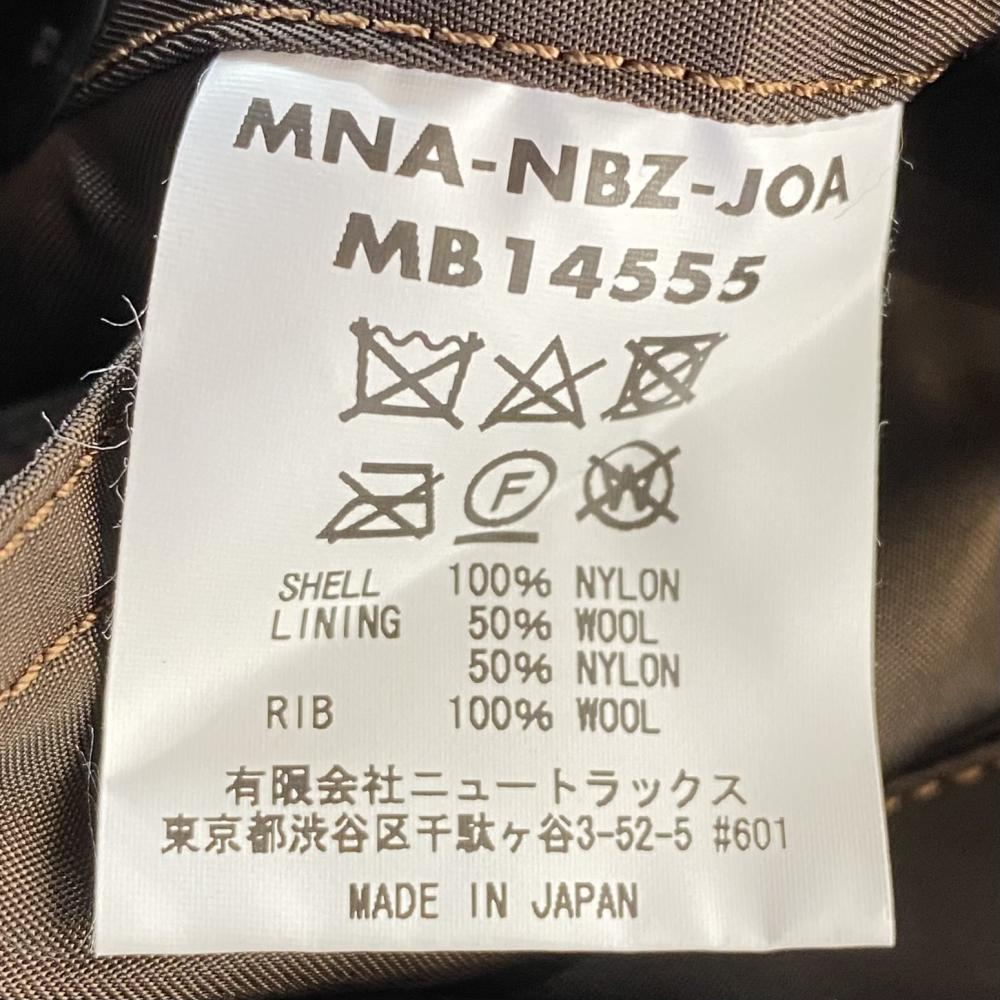 MNA-NBZ-JOA
MB14555
F
W
SHELL 100% NYLON
LINING 50% WOOL
50% NYLON
RIB 100% WOOL
有限会社ニュートラックス
東京都渋谷区千駄ヶ谷3-52-5 #601
MADE IN JAPAN